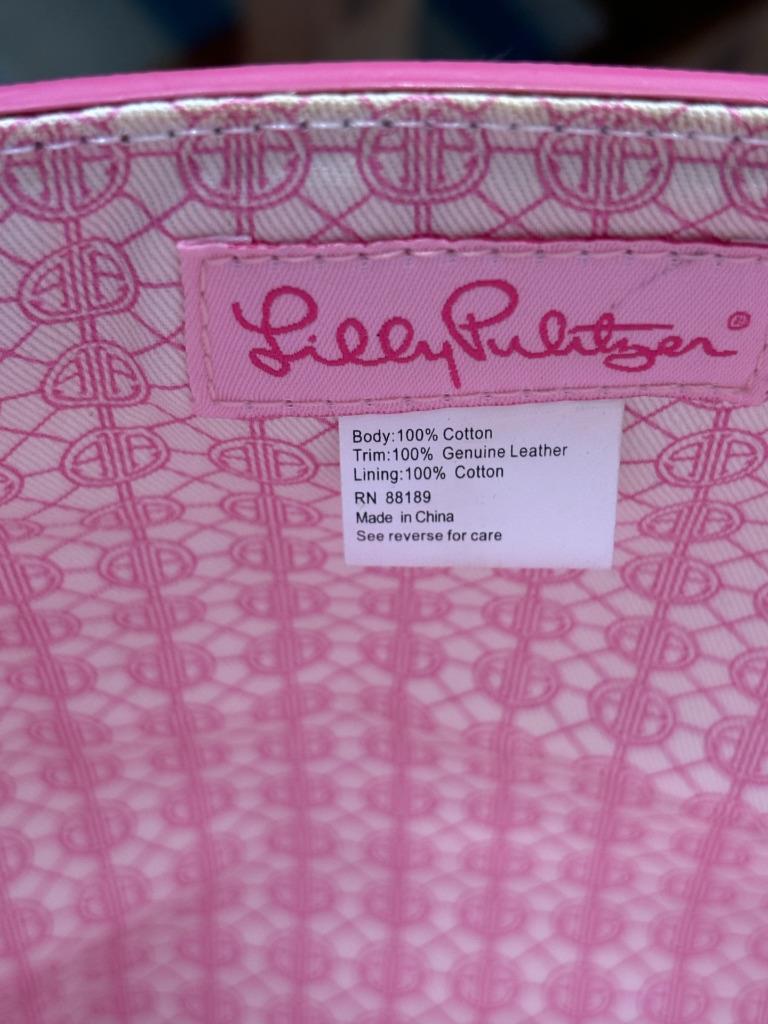 Lilly Pulitzer®
Body:100% Cotton
Trim:100% Genuine Leather
Lining:100% Cotton
RN 88189
Made in China
See reverse for care